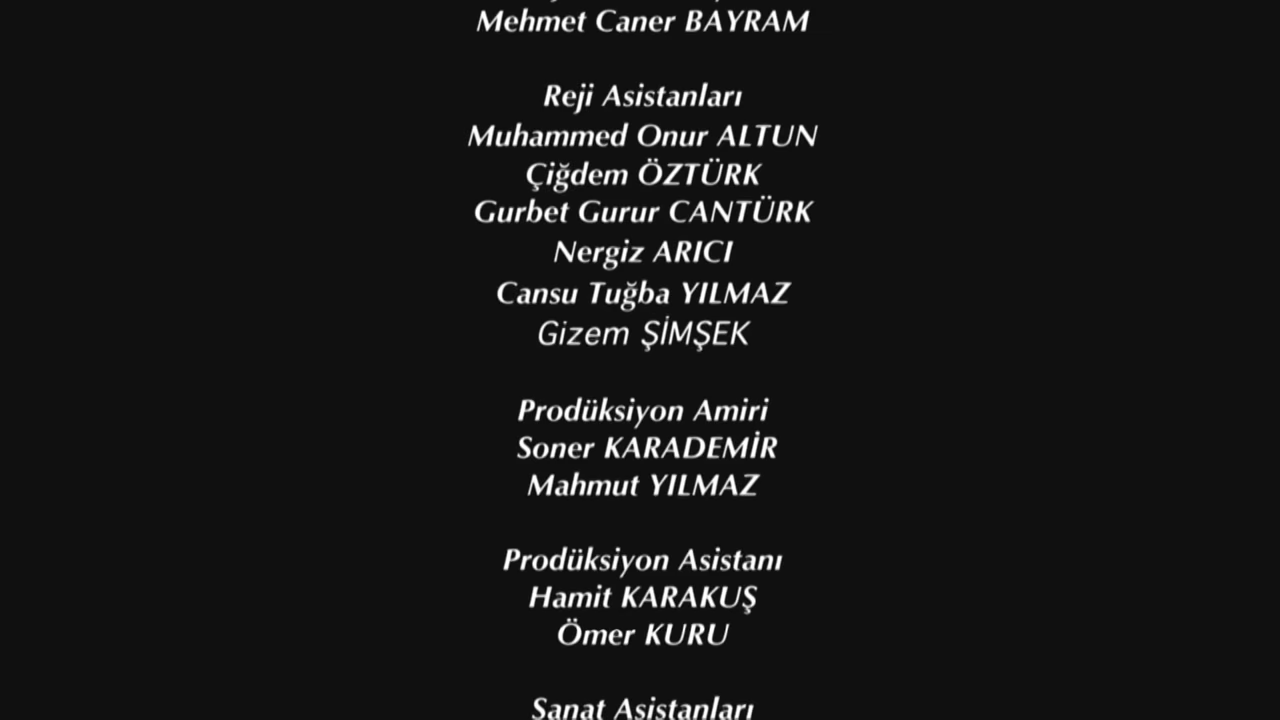 Mehmet Caner BAYRAM
Reji Asistanları
Muhammed Onur ALTUN
Çiğdem ÖZTÜRK
Gurbet Gurur CANTÜRK
Nergiz ARICI
Cansu Tuğba YILMAZ
Gizem ŞİMŞEK
Prodüksiyon Amiri
Soner KARADEMİR
Mahmut YILMAZ
Prodüksiyon Asistanı
Hamit KARAKUŞ
Ömer KURU
Sanat Asistanları